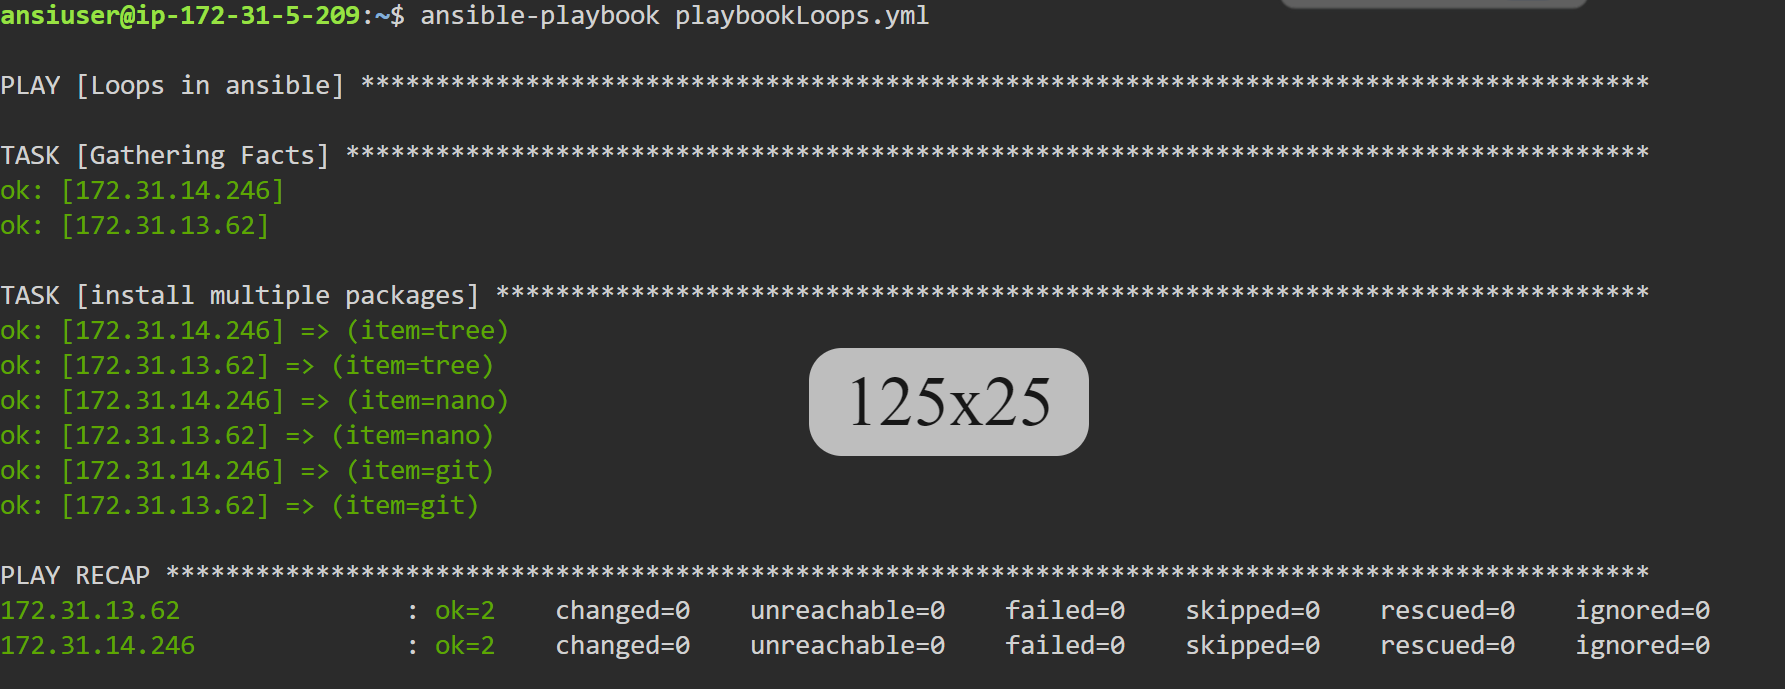 ansiuser@ip-172-31-5-209:~$ ansible-playbook playbookLoops.yml
PLAY [Loops in ansible] **************************************************************************************
TASK [Gathering Facts] ***************************************************************************************
ok: [172.31.14.246]
ok: [172.31.13.62]
TASK [install multiple packages] *****************************************************************************
ok: [172.31.14.246] => (item=tree)
ok: [172.31.13.62] => (item=tree)
ok: [172.31.14.246] => (item=nano)
ok: [172.31.13.62] => (item=nano)
ok: [172.31.14.246] => (item=git)
ok: [172.31.13.62] => (item=git)
125x25
PLAY RECAP ***************************************************************************************************
172.31.13.62               : ok=2    changed=0    unreachable=0    failed=0    skipped=0    rescued=0    ignored=0
172.31.14.246              : ok=2    changed=0    unreachable=0    failed=0    skipped=0    rescued=0    ignored=0